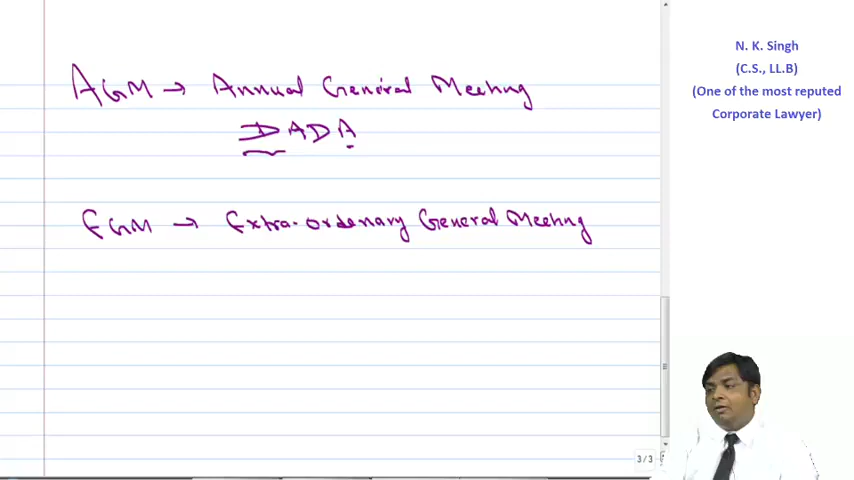 AGM → Annual General Meeting
DADA
EGM → Extra-ordenary General Meeting
3/3
N. K. Singh
(C.S., LL.B)
(One of the most reputed
Corporate Lawyer)